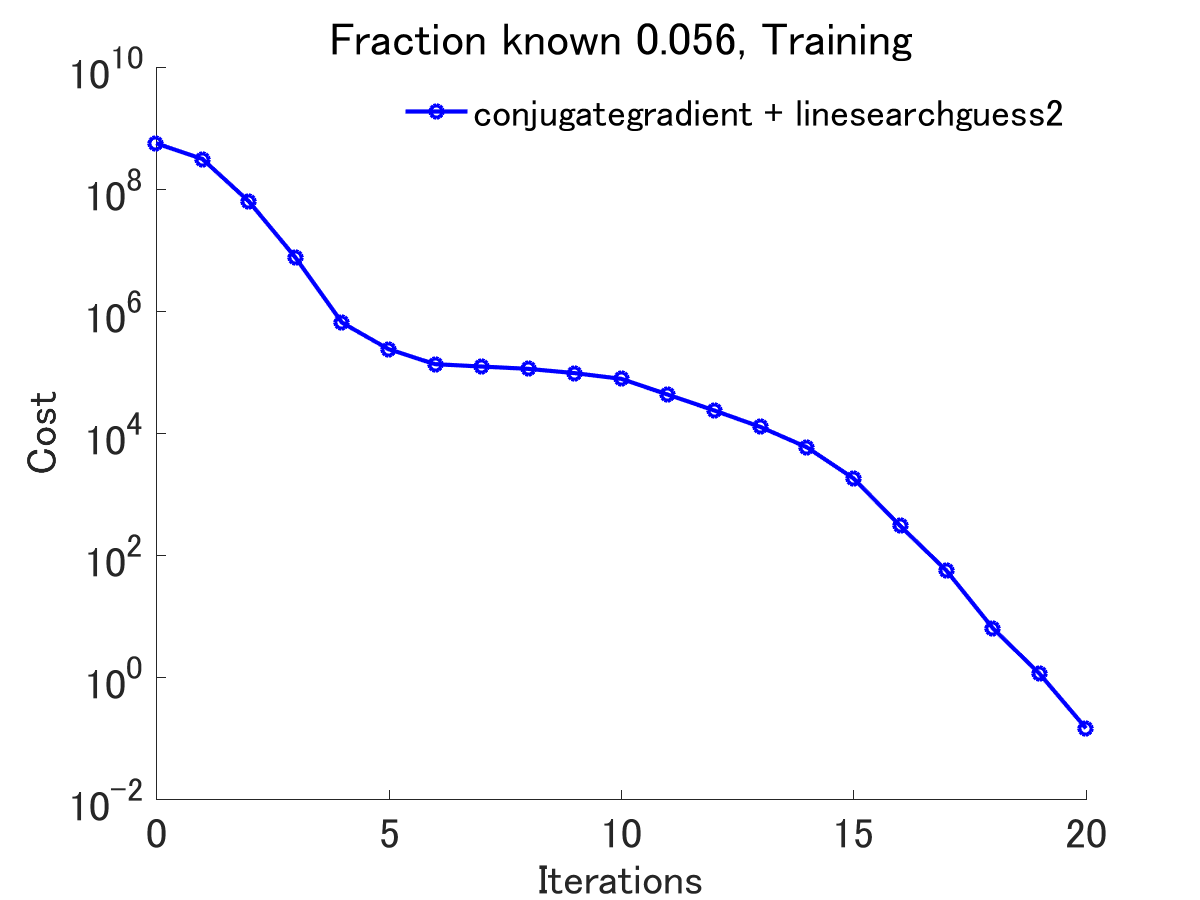 Fraction known 0.056, Training
conjugategradient + linesearchguess2
10^10
10^8
10^6
10^4
10^2
10^0
10^-2
Cost
0 5 10 15 20
Iterations